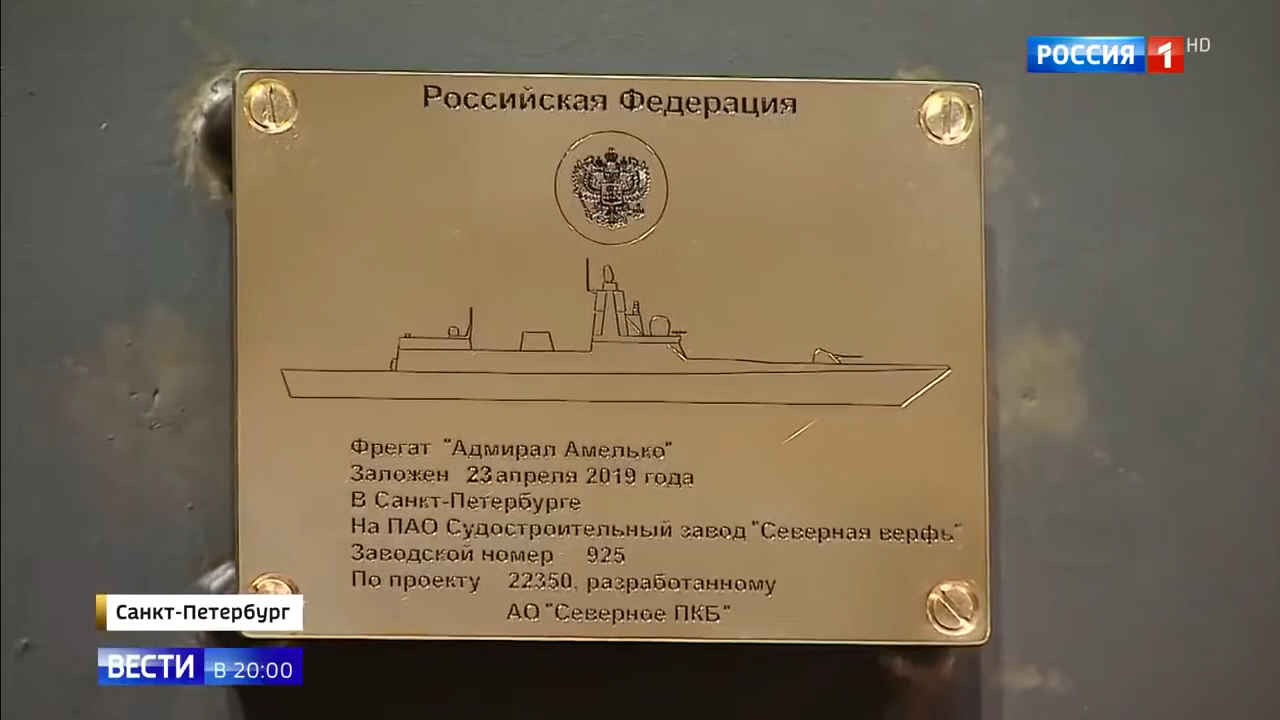 РОССИЯ 1 HD
Российская Федерация
Фрегат "Адмирал Амелько"
Заложен 23 апреля 2019 года
В Санкт-Петербурге
На ПАО Судостроительный завод "Северная верфь"
Заводской номер 925
По проекту 22350, разработанному
АО "Северное ПКБ"
Санкт-Петербург
ВЕСТИ В 20:00